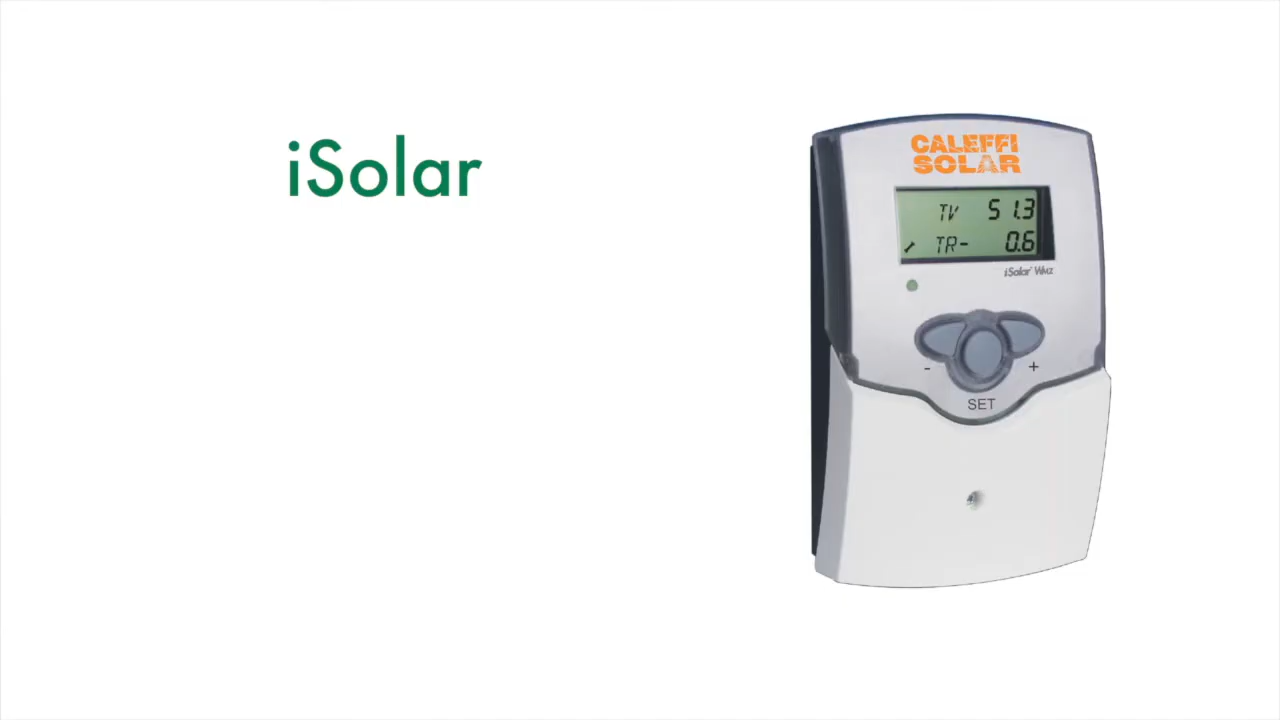 iSolar
CALEFFI
SOLAR
TV 51.3
TR- 0.6
iSolar® WMZ
- +
SET